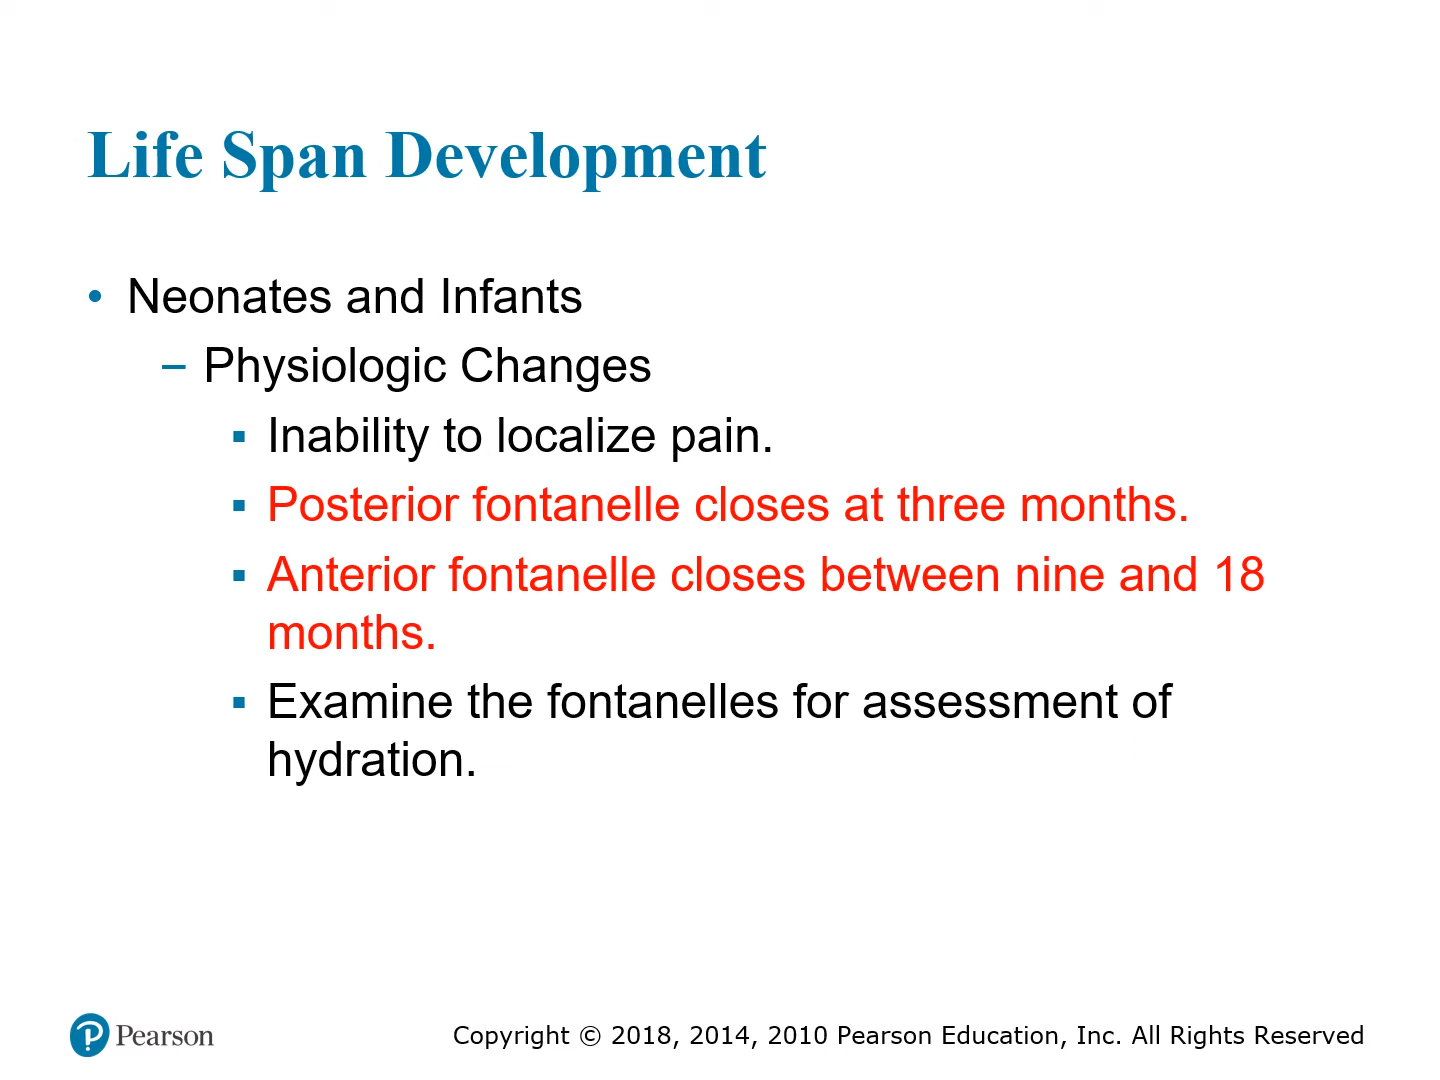 Life Span Development
• Neonates and Infants
– Physiologic Changes
▪ Inability to localize pain.
▪ Posterior fontanelle closes at three months.
▪ Anterior fontanelle closes between nine and 18
months.
▪ Examine the fontanelles for assessment of
hydration.
Pearson
Copyright © 2018, 2014, 2010 Pearson Education, Inc. All Rights Reserved